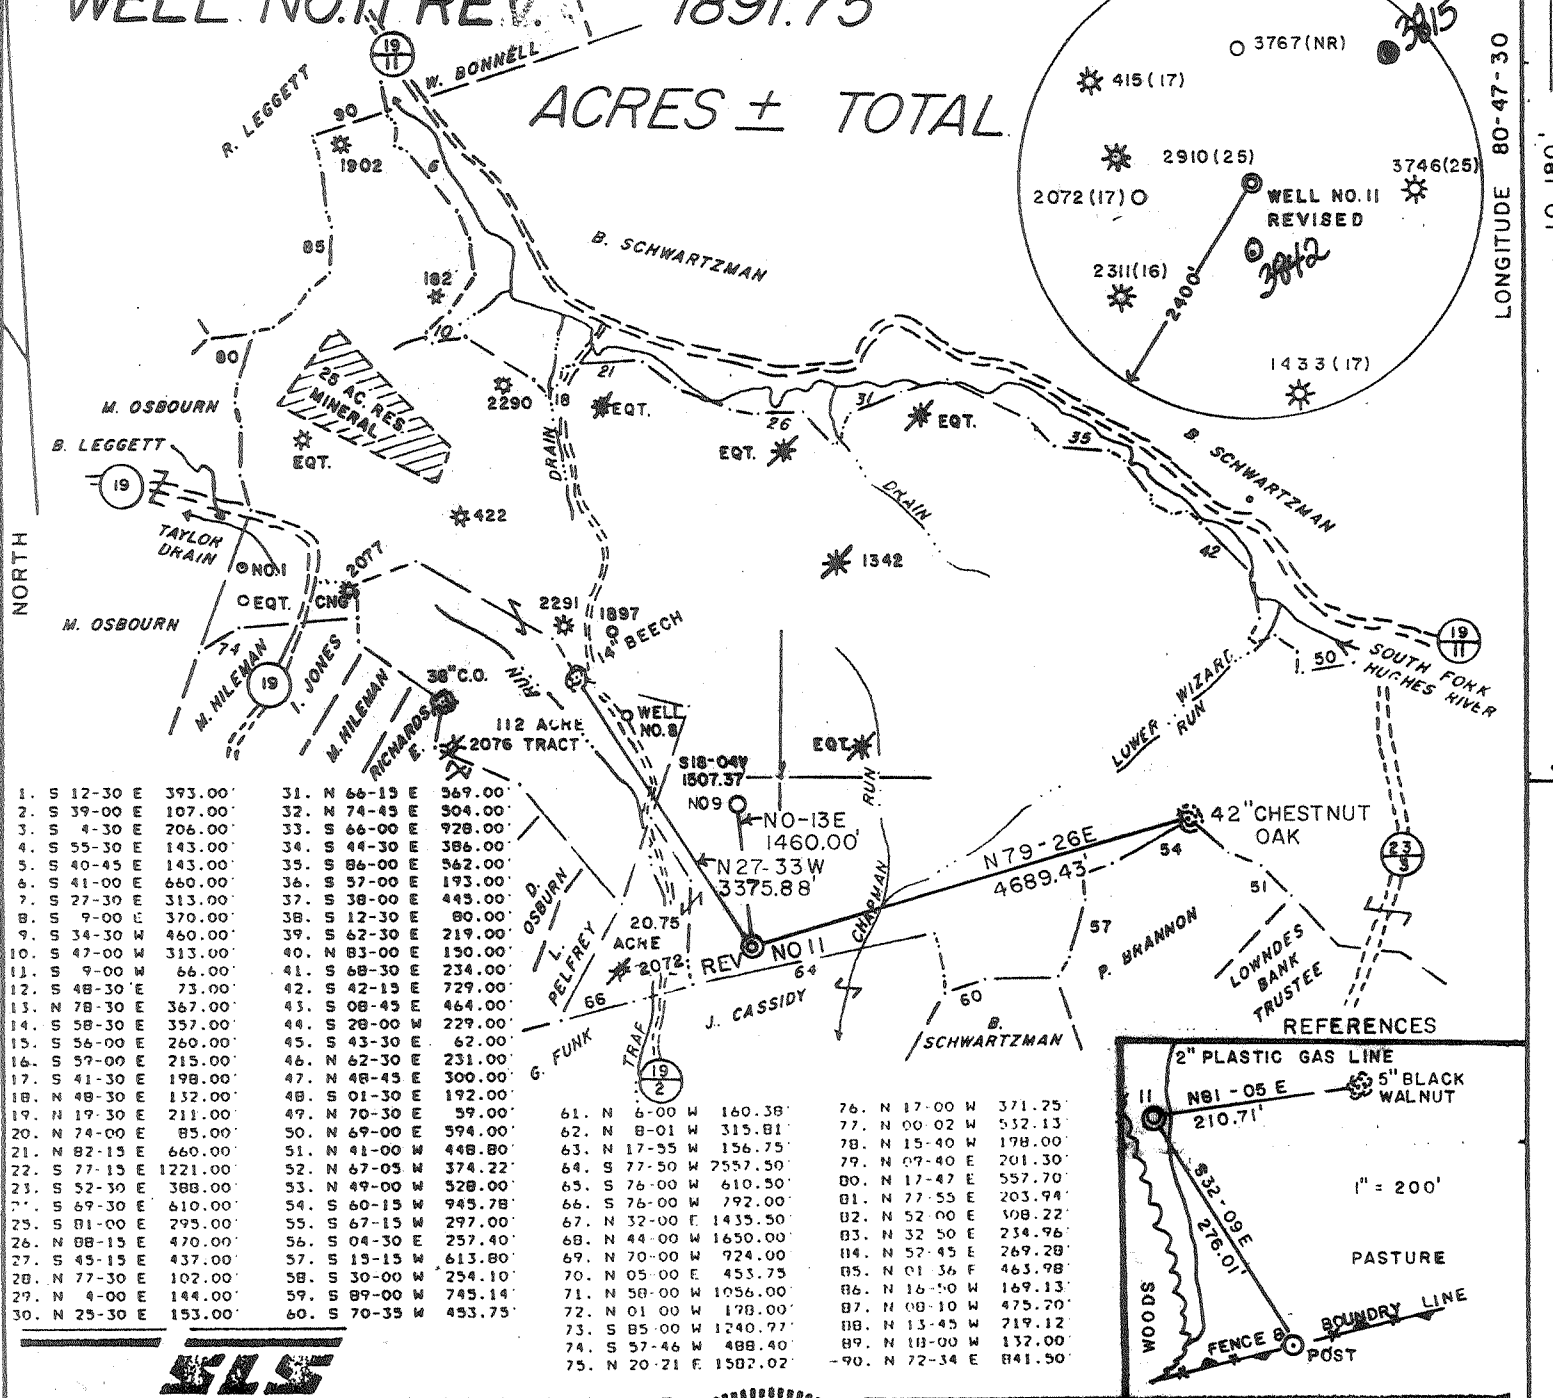 WELL NO.11 REV. 1891.75
ACRES ± TOTAL
19
11
W. BONNELL
R. LEGGETT
90
1902
6
85
182
10
80
25 AC. RES.
MINERAL
M. OSBOURN
B. LEGGETT
EQT.
2290
18
21
EQT.
26
EQT.
31
EQT.
35
B. SCHWARTZMAN
3767(NR)
3815
415(17)
2910(25)
3746(25)
2072(17)
WELL NO.11
REVISED
3842
2311(16)
2400'
1433(17)
LONGITUDE 80-47-30
NORTH
19
TAYLOR
DRAIN
NO.1
EQT.
CNG
2077
422
DRAIN
DRAIN
1342
B. SCHWARTZMAN
42
M. OSBOURN
74
M. HILEMAN
19
I. JONES
M. HILEMAN
RICHARDS
E.
36"C.O.
RUN
2291
1897
14" BEECH
WELL
NO.8
112 ACRE
2076 TRACT
S18-04W
1507.37
NO9
EQT.
RUN
CHAPMAN
N0-13E
1460.00'
N27-33W
3375.88'
N79-26E
4689.43'
LOWER WIZARD
RUN
50
SOUTH FORK
HUGHES RIVER
19
11
42"CHESTNUT
OAK
54
51
57
23
3
P. BRANNON
LOWNDES
BANK
TRUSTEE
D.
OSBURN
L.
PELFREY
20.75
ACRE
2072
REV NO 11
64
66
J. CASSIDY
60
B.
SCHWARTZMAN
G. FUNK
TRAF
19
2
1. S 12-30 E 393.00'
2. S 39-00 E 107.00'
3. S 4-30 E 206.00'
4. S 55-30 E 143.00'
5. S 40-45 E 143.00'
6. S 41-00 E 660.00'
7. S 27-30 E 313.00'
8. S 9-00 E 370.00'
9. S 34-30 W 460.00'
10. S 47-00 W 313.00'
11. S 9-00 W 66.00'
12. S 48-30 E 73.00'
13. N 78-30 E 367.00'
14. S 58-30 E 357.00'
15. S 56-00 E 260.00'
16. S 59-00 E 215.00'
17. S 41-30 E 198.00'
18. N 48-30 E 132.00'
19. N 19-30 E 211.00'
20. N 74-00 E 85.00'
21. N 82-15 E 660.00'
22. S 77-15 E 1221.00'
23. S 52-30 E 388.00'
S 69-30 E 610.00'
25. S 81-00 E 295.00'
26. N 88-15 E 470.00'
27. S 45-15 E 437.00'
28. N 77-30 E 102.00'
29. N 4-00 E 144.00'
30. N 25-30 E 153.00'
31. N 66-15 E 569.00'
32. N 74-45 E 504.00'
33. S 66-00 E 928.00'
34. S 44-30 E 386.00'
35. S 86-00 E 562.00'
36. S 57-00 E 193.00'
37. S 38-00 E 445.00'
38. S 12-30 E 80.00'
39. S 62-30 E 219.00'
40. N 83-00 E 150.00'
41. S 68-30 E 234.00'
42. S 42-15 E 729.00'
43. S 08-45 E 464.00'
44. S 28-00 W 229.00'
45. S 43-30 E 62.00'
46. N 62-30 E 231.00'
47. N 48-45 E 300.00'
48. S 01-30 E 192.00'
49. N 70-30 E 59.00'
50. N 69-00 E 594.00'
51. N 41-00 W 448.80'
52. N 67-05 W 374.22'
53. N 49-00 W 528.00'
54. S 60-15 W 945.78'
55. S 67-15 W 297.00'
56. S 04-30 E 257.40'
57. S 15-15 W 613.80'
58. S 30-00 W 254.10'
59. S 89-00 W 745.14'
60. S 70-35 W 453.75'
61. N 6-00 W 160.38'
62. N 8-01 W 315.81'
63. N 17-55 W 156.75'
64. S 77-50 W 2557.50'
65. S 76-00 W 610.50'
66. S 76-00 W 792.00'
67. N 32-00 E 1435.50'
68. N 44-00 W 1650.00'
69. N 70-00 W 924.00
70. N 05-00 E 453.75
71. N 58-00 W 1056.00'
72. N 01 00 W 178.00'
73. S 85-00 W 1240.77'
74. S 57-46 W 488.40'
75. N 20-21 E 1582.02'
76. N 17-00 W 371.25'
77. N 00-02 W 532.13'
78. N 15-40 W 198.00'
79. N 07-40 E 201.30'
80. N 17-47 E 557.70'
81. N 77-55 E 203.94'
82. N 52-00 E 308.22'
83. N 32 50 E 234.96'
84. N 52-45 E 269.28'
85. N 01 36 E 463.98'
86. N 16-50 W 169.13'
87. N 08-10 W 475.20'
88. N 13-45 W 219.12'
89. N 18-00 W 132.00'
90. N 72-34 E 841.50'
REFERENCES
2" PLASTIC GAS LINE
11
N81-05 E
210.71'
5" BLACK
WALNUT
S32-09E
276.01'
1" = 200'
PASTURE
WOODS
FENCE &
BOUNDRY LINE
POST
SLS